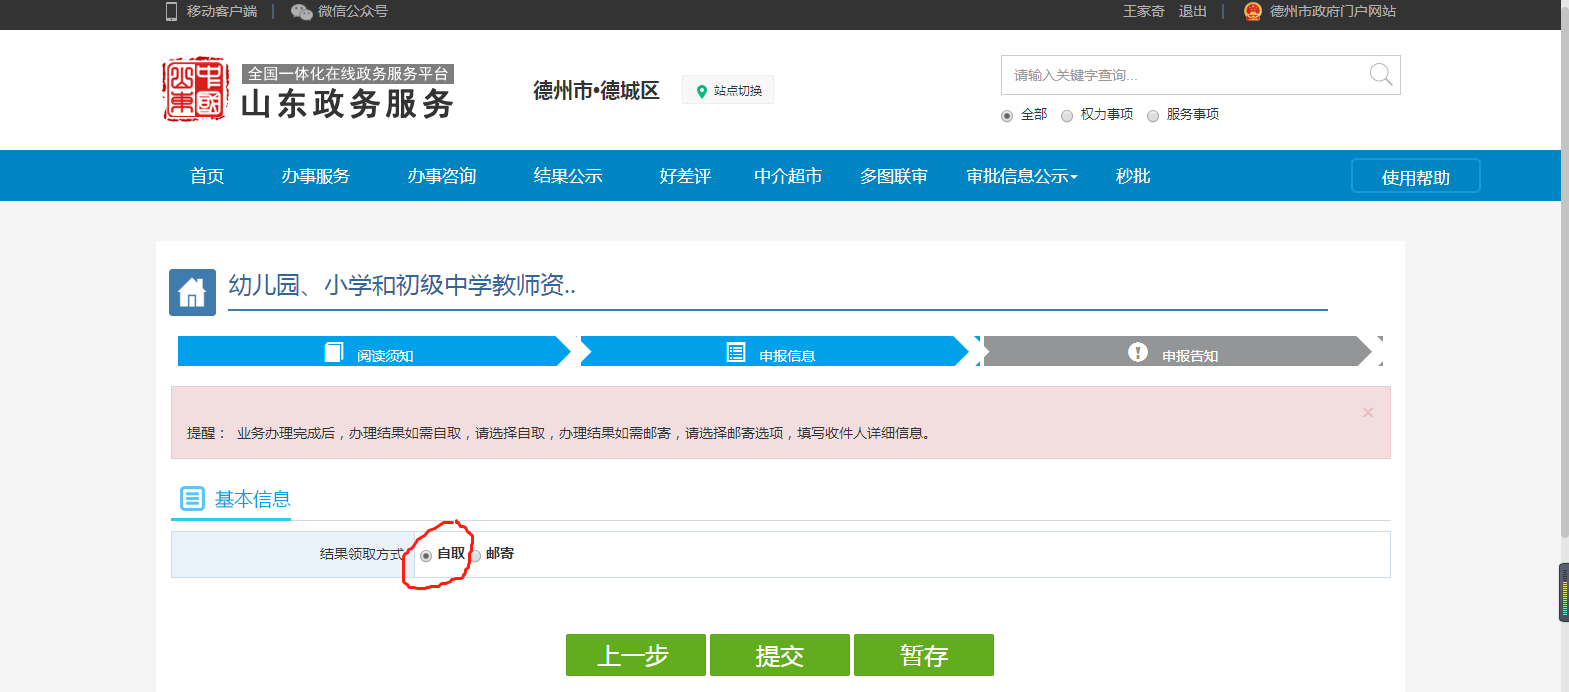 移动客户端 | 微信公众号 王家奇 退出 | 德州市政府门户网站
山东 中国
全国一体化在线政务服务平台
山东政务服务
德州市•德城区 站点切换
请输入关键字查询...
全部 权力事项 服务事项
首页 办事服务 办事咨询 结果公示 好差评 中介超市 多图联审 审批信息公示 秒批 使用帮助
幼儿园、小学和初级中学教师资..
阅读须知 申报信息 申报告知
×
提醒： 业务办理完成后，办理结果如需自取，请选择自取，办理结果如需邮寄，请选择邮寄选项，填写收件人详细信息。
基本信息
结果领取方式 自取 邮寄
上一步 提交 暂存